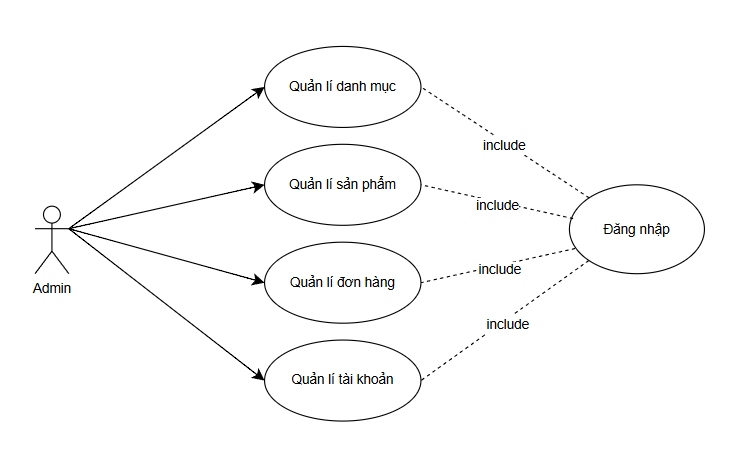 Quản lí danh mục
include
Quản lí sản phẩm
include
Đăng nhập
Admin
Quản lí đơn hàng
include
include
Quản lí tài khoản